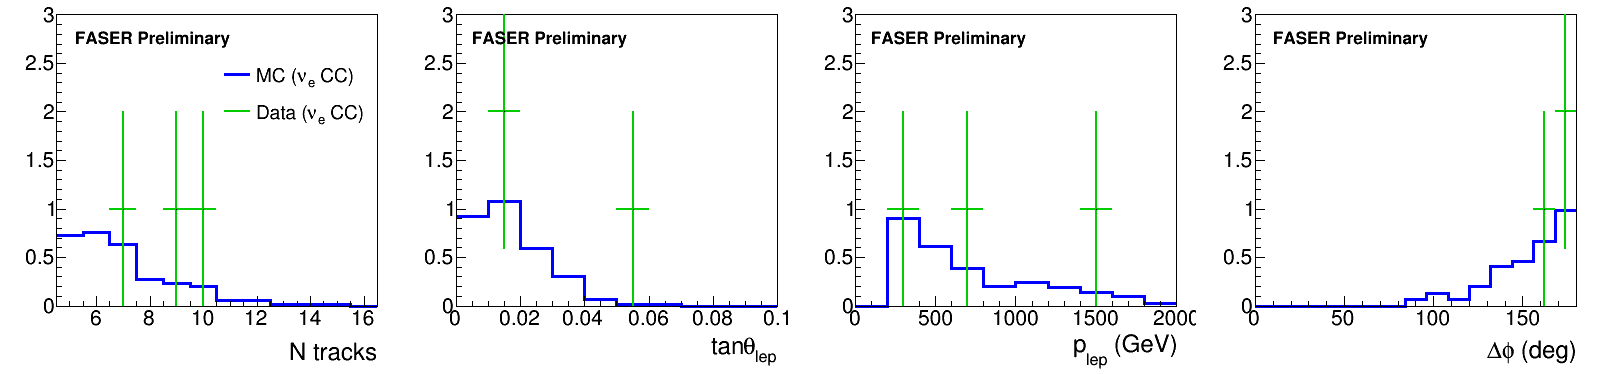 FASER Preliminary
MC (νe CC)
Data (νe CC)
3
2.5
2
1.5
1
0.5
0
6 8 10 12 14 16
N tracks
FASER Preliminary
3
2.5
2
1.5
1
0.5
0
0 0.02 0.04 0.06 0.08 0.1
tanθlep
FASER Preliminary
3
2.5
2
1.5
1
0.5
0
0 500 1000 1500 2000
plep (GeV)
FASER Preliminary
3
2.5
2
1.5
1
0.5
0
0 50 100 150
Δϕ (deg)